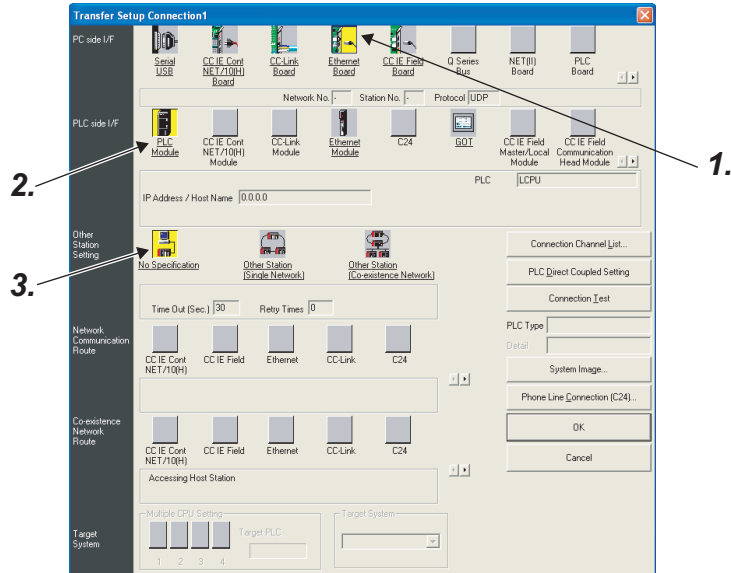 Transfer Setup Connection1
PC side I/F
Serial USB
CC IE Cont NET/10(H) Board
CC-Link Board
Ethernet Board
CC IE Field Board
Q Series Bus
NET(II) Board
PLC Board
1.
Network No. - Station No. - Protocol UDP
PLC side I/F
PLC Module
CC IE Cont NET/10(H) Module
CC-Link Module
Ethernet Module
C24
GOT
CC IE Field Master/Local Module
CC IE Field Communication Head Module
2.
PLC LCPU
IP Address / Host Name 0.0.0.0
Other Station Setting
No Specification
Other Station (Single Network)
Other Station (Co-existence Network)
3.
Time Out (Sec.) 30 Retry Times 0
Connection Channel List...
PLC Direct Coupled Setting
Connection Test
PLC Type
Detail
System Image...
Phone Line Connection (C24)...
OK
Cancel
Network Communication Route
CC IE Cont NET/10(H)
CC IE Field
Ethernet
CC-Link
C24
Co-existence Network Route
CC IE Cont NET/10(H)
CC IE Field
Ethernet
CC-Link
C24
Accessing Host Station
Target System
Multiple CPU Setting
1 2 3 4
Target PLC
Target System